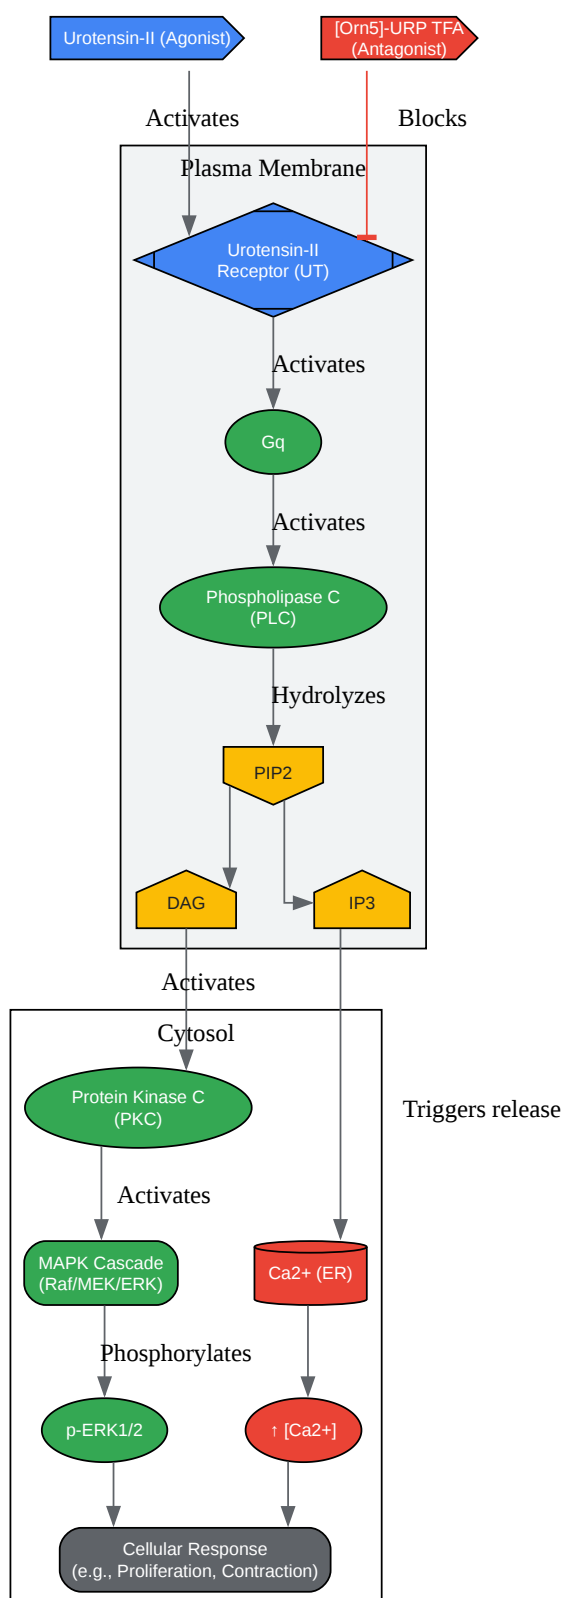 Urotensin-II (Agonist)
[Orn5]-URP TFA
(Antagonist)
Activates
Blocks
Plasma Membrane
Urotensin-II
Receptor (UT)
Activates
Gq
Activates
Phospholipase C
(PLC)
Hydrolyzes
PIP2
DAG
IP3
Activates
Cytosol
Protein Kinase C
(PKC)
Triggers release
Activates
MAPK Cascade
(Raf/MEK/ERK)
Ca2+ (ER)
Phosphorylates
p-ERK1/2
↑ [Ca2+]
Cellular Response
(e.g., Proliferation, Contraction)